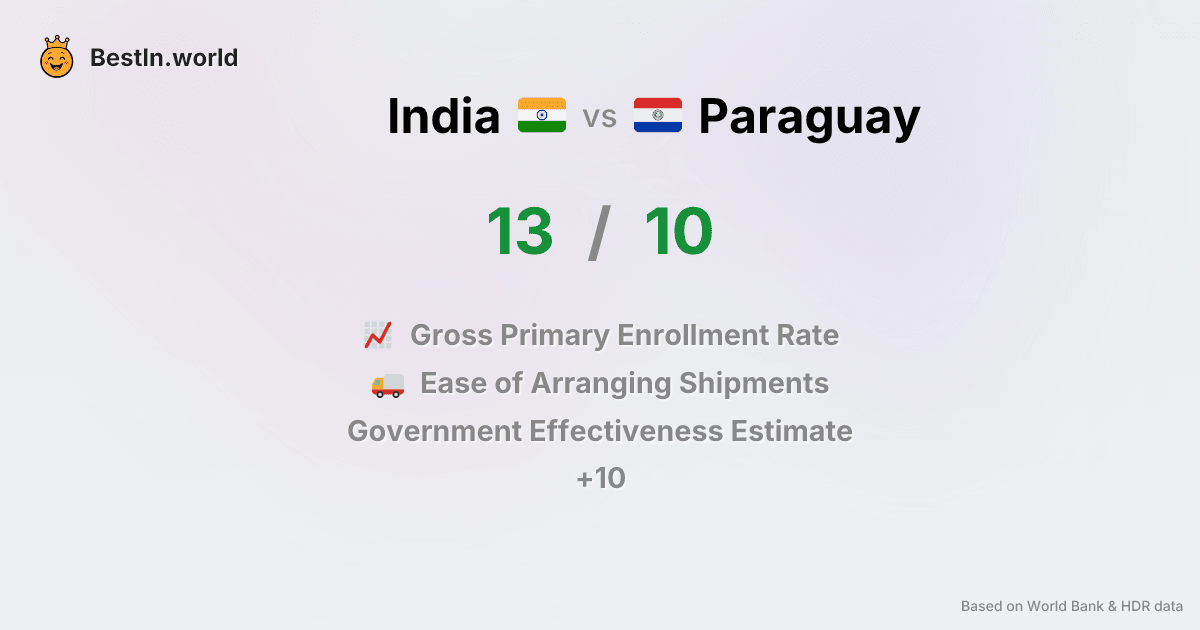 BestIn.world
India vs Paraguay
13 / 10
Gross Primary Enrollment Rate
Ease of Arranging Shipments
Government Effectiveness Estimate
+10
Based on World Bank & HDR data